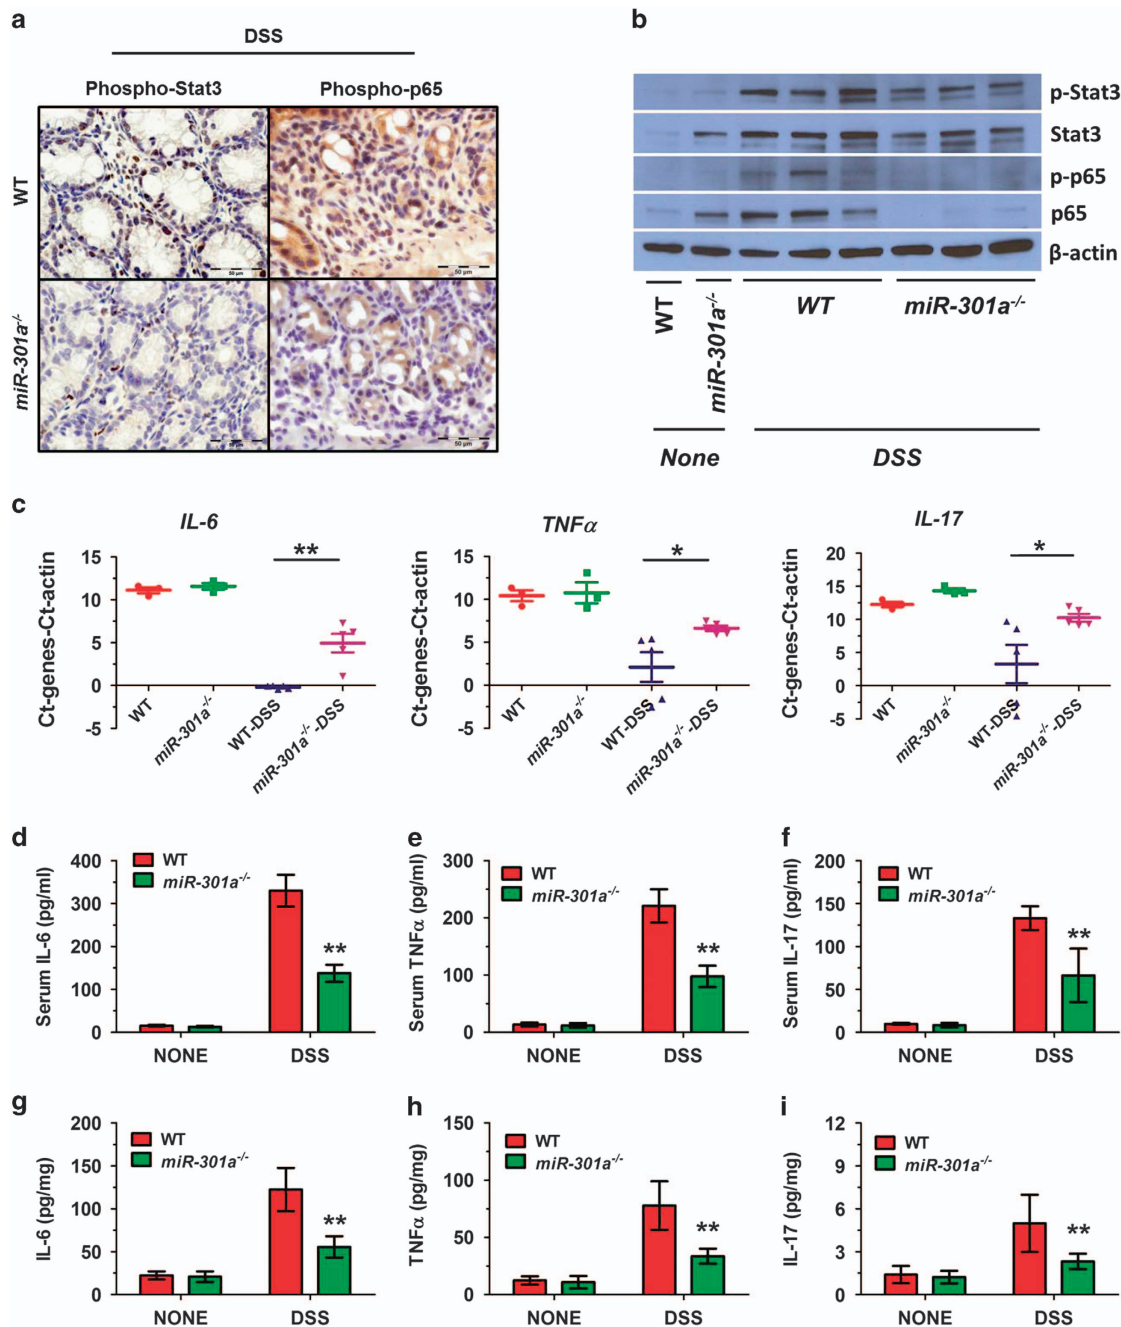 a
DSS
Phospho-Stat3 Phospho-p65
WT
50 µm
50 µm
miR-301a-/-
50 µm
50 µm
b
p-Stat3
Stat3
p-p65
p65
β-actin
WT
miR-301a-/-
WT
miR-301a-/-
None
DSS
c
IL-6
**
Ct-genes-Ct-actin
15
10
5
0
-5
WT
miR-301a-/-
WT-DSS
miR-301a-/--DSS
TNFα
*
Ct-genes-Ct-actin
15
10
5
0
-5
WT
miR-301a-/-
WT-DSS
miR-301a-/--DSS
IL-17
*
Ct-genes-Ct-actin
20
15
10
5
0
-5
WT
miR-301a-/-
WT-DSS
miR-301a-/--DSS
d
Serum IL-6 (pg/ml)
400
300
200
100
0
WT
miR-301a-/-
**
NONE DSS
e
Serum TNFα (pg/ml)
300
200
100
0
WT
miR-301a-/-
**
NONE DSS
f
Serum IL-17 (pg/ml)
200
150
100
50
0
WT
miR-301a-/-
**
NONE DSS
g
IL-6 (pg/mg)
200
150
100
50
0
WT
miR-301a-/-
**
NONE DSS
h
TNFα (pg/mg)
150
100
50
0
WT
miR-301a-/-
**
NONE DSS
i
IL-17 (pg/mg)
12
9
6
3
0
WT
miR-301a-/-
**
NONE DSS